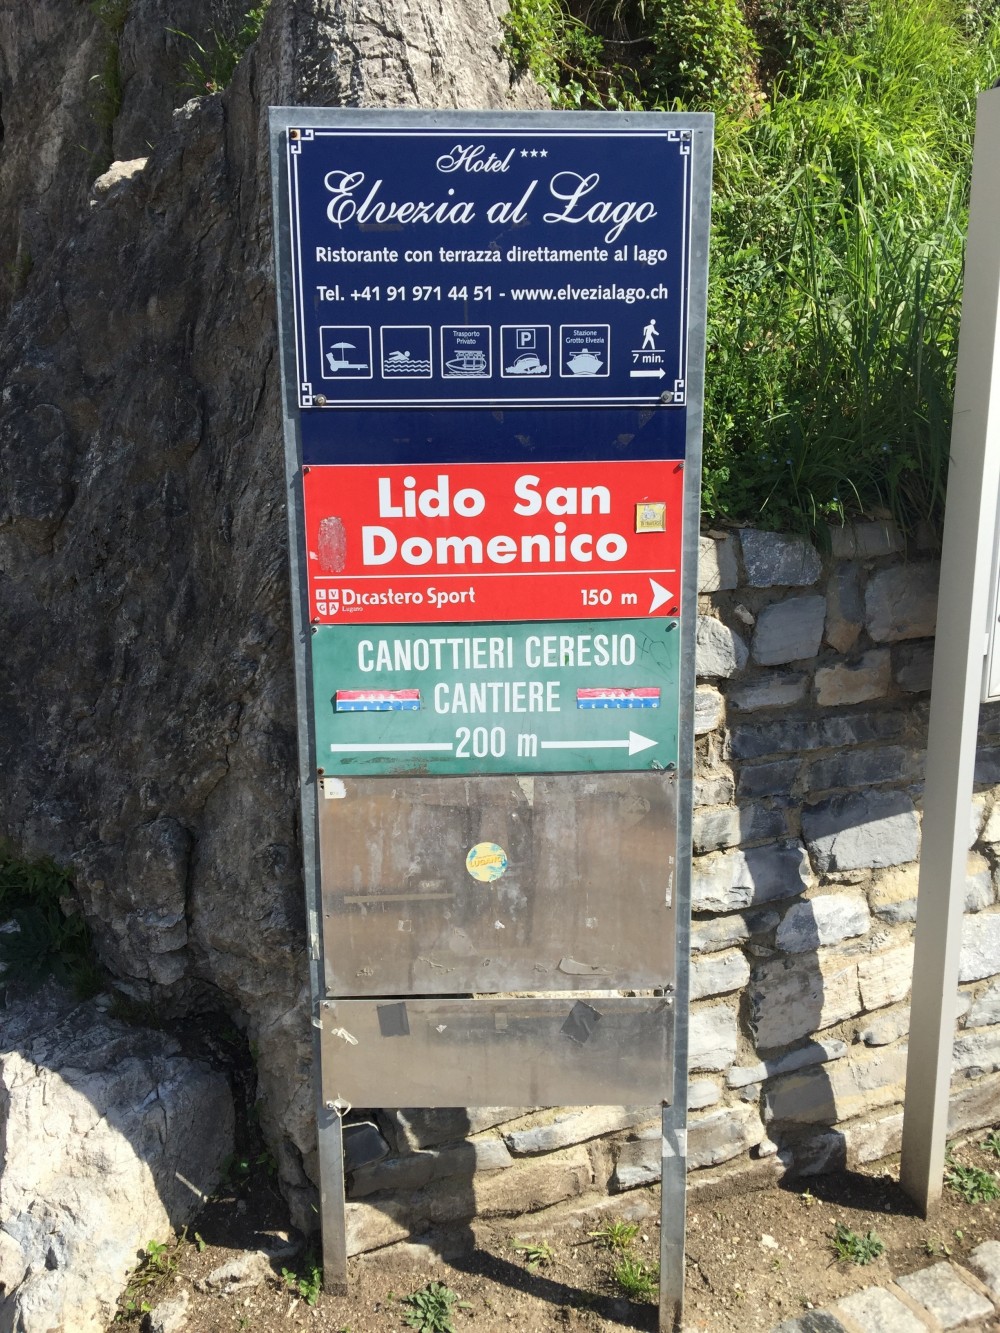 Hotel ***
Elvezia al Lago
Ristorante con terrazza direttamente al lago
Tel. +41 91 971 44 51 - www.elvezialago.ch
Trasporto
Privato
P
Stazione
Grotto Elvezia
7 min.
Lido San
Domenico
LVGA
Lugano
Dicastero Sport
150 m
CANOTTIERI CERESIO
CANTIERE
200 m